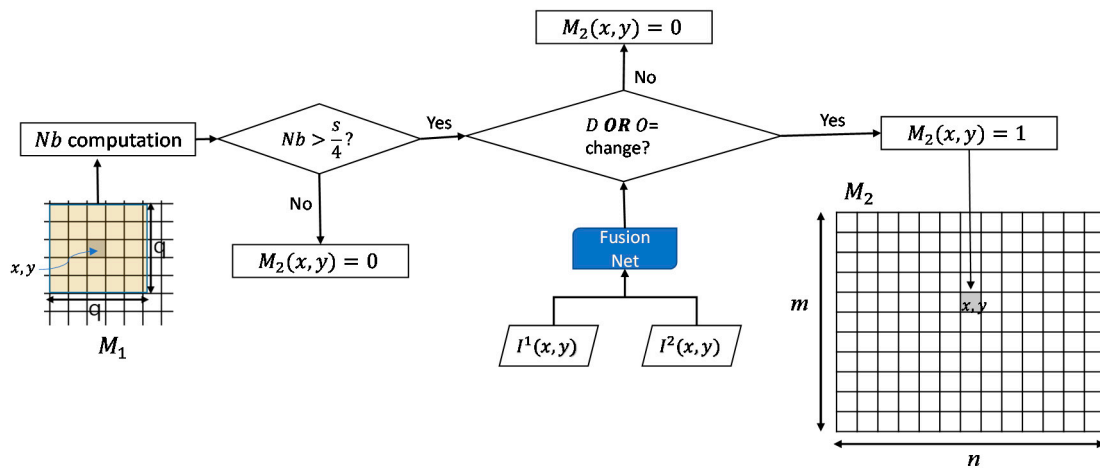 M₂(x, y) = 0
No
Nb computation
Nb > s/4 ?
Yes
D OR O=
change?
Yes
M₂(x, y) = 1
No
M₂(x, y) = 0
x, y
q
q
M₁
Fusion
Net
I¹(x, y)
I²(x, y)
M₂
m
x, y
n